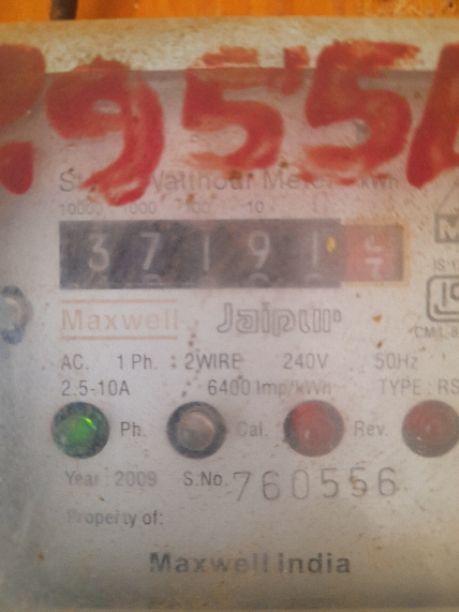 9551
Static Watthour Meter kWh
10000 1000 100 10
3 7 1 9 1
Maxwell Jaipur
AC. 1 Ph. : 2WIRE 240V 50Hz
2.5-10A 6400 Imp/kWh TYPE : RS
Ph. Cal. Rev.
Year : 2009 S.No. 760556
Property of:
Maxwell India